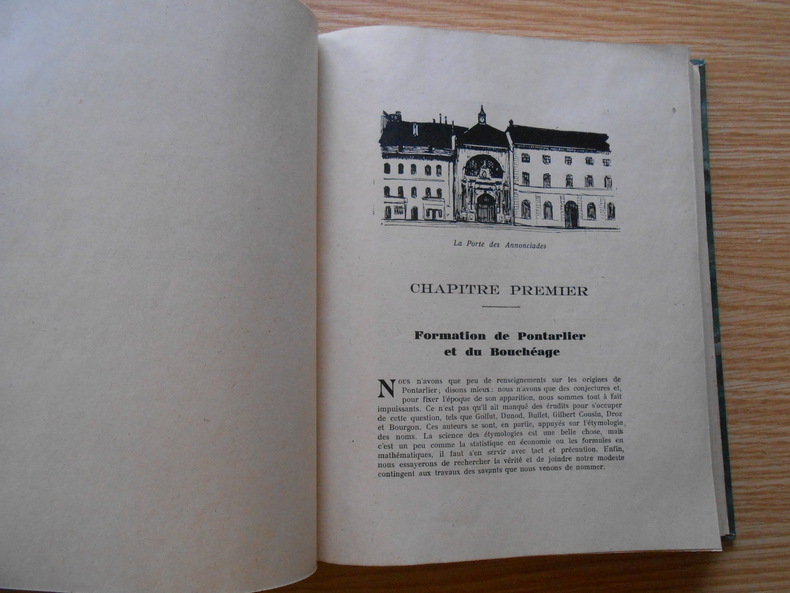 La Porte des Annonciades
CHAPITRE PREMIER
Formation de Pontarlier
et du Bouchéage
Nous n'avons que peu de renseignements sur les origines de
Pontarlier; disons mieux: nous n'avons que des conjectures et,
pour fixer l'époque de son apparition, nous sommes tout à fait
impuissants. Ce n'est pas qu'il ait manqué des érudits pour s'occuper
de cette question, tels que Gollut, Dunod, Bullet, Gilbert Cousin, Droz
et Bourgon. Ces auteurs se sont, en partie, appuyés sur l'étymologie
des noms. La science des étymologies est une belle chose, mais
c'est un peu comme la statistique en économie ou les formules en
mathématiques, il faut s'en servir avec tact et précaution. Enfin,
nous essayerons de rechercher la vérité et de joindre notre modeste
contingent aux travaux des savants que nous venons de nommer.